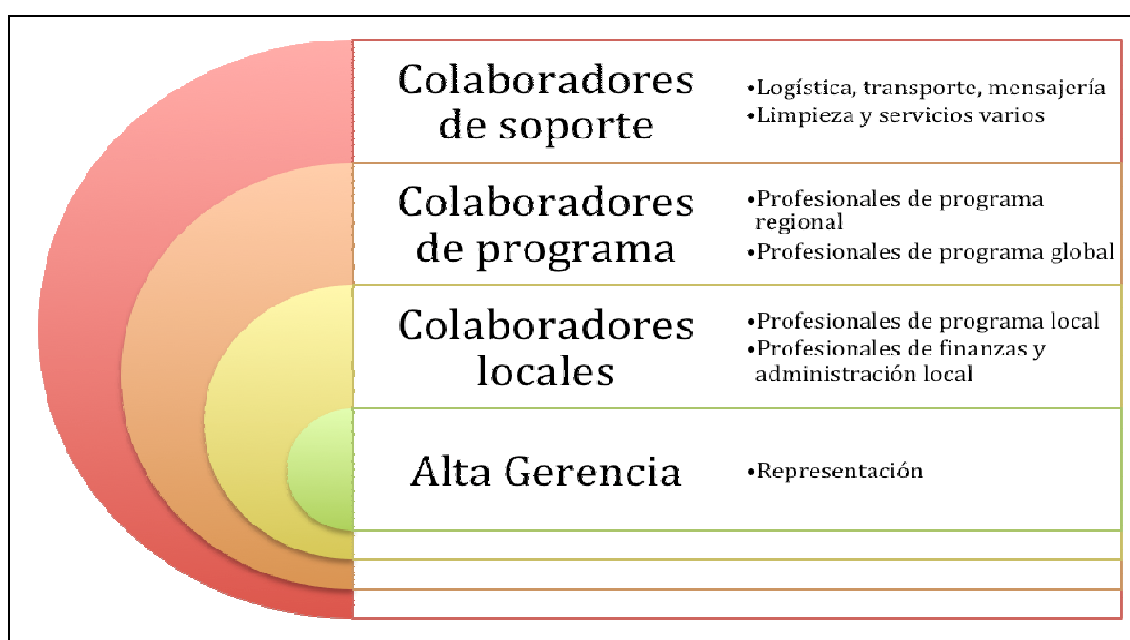 Colaboradores
de soporte
•Logística, transporte, mensajería
•Limpieza y servicios varios
Colaboradores
de programa
•Profesionales de programa
regional
•Profesionales de programa global
Colaboradores
locales
•Profesionales de programa local
•Profesionales de finanzas y
administración local
Alta Gerencia
•Representación